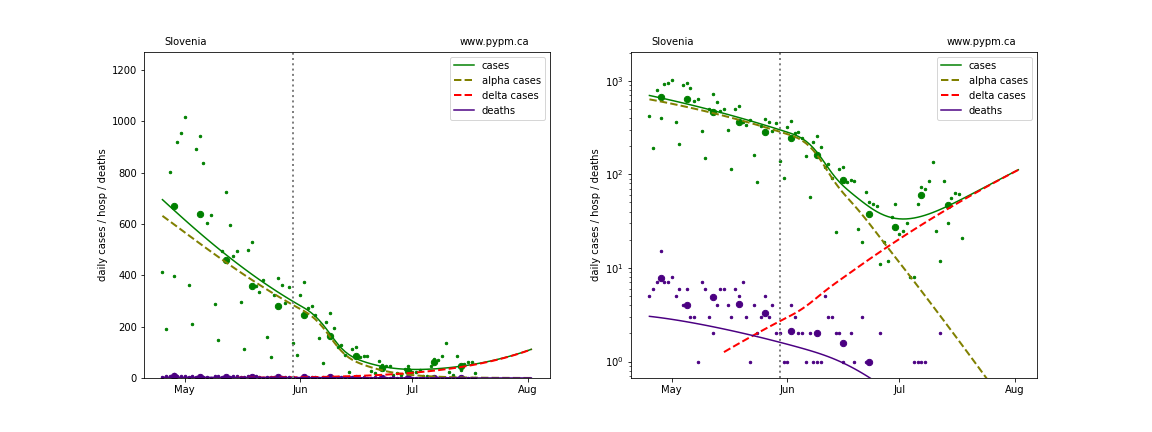 Slovenia www.pypm.ca
cases
alpha cases
delta cases
deaths
daily cases / hosp / deaths
1200
1000
800
600
400
200
0
May Jun Jul Aug
Slovenia www.pypm.ca
cases
alpha cases
delta cases
deaths
daily cases / hosp / deaths
10³
10²
10¹
10⁰
May Jun Jul Aug